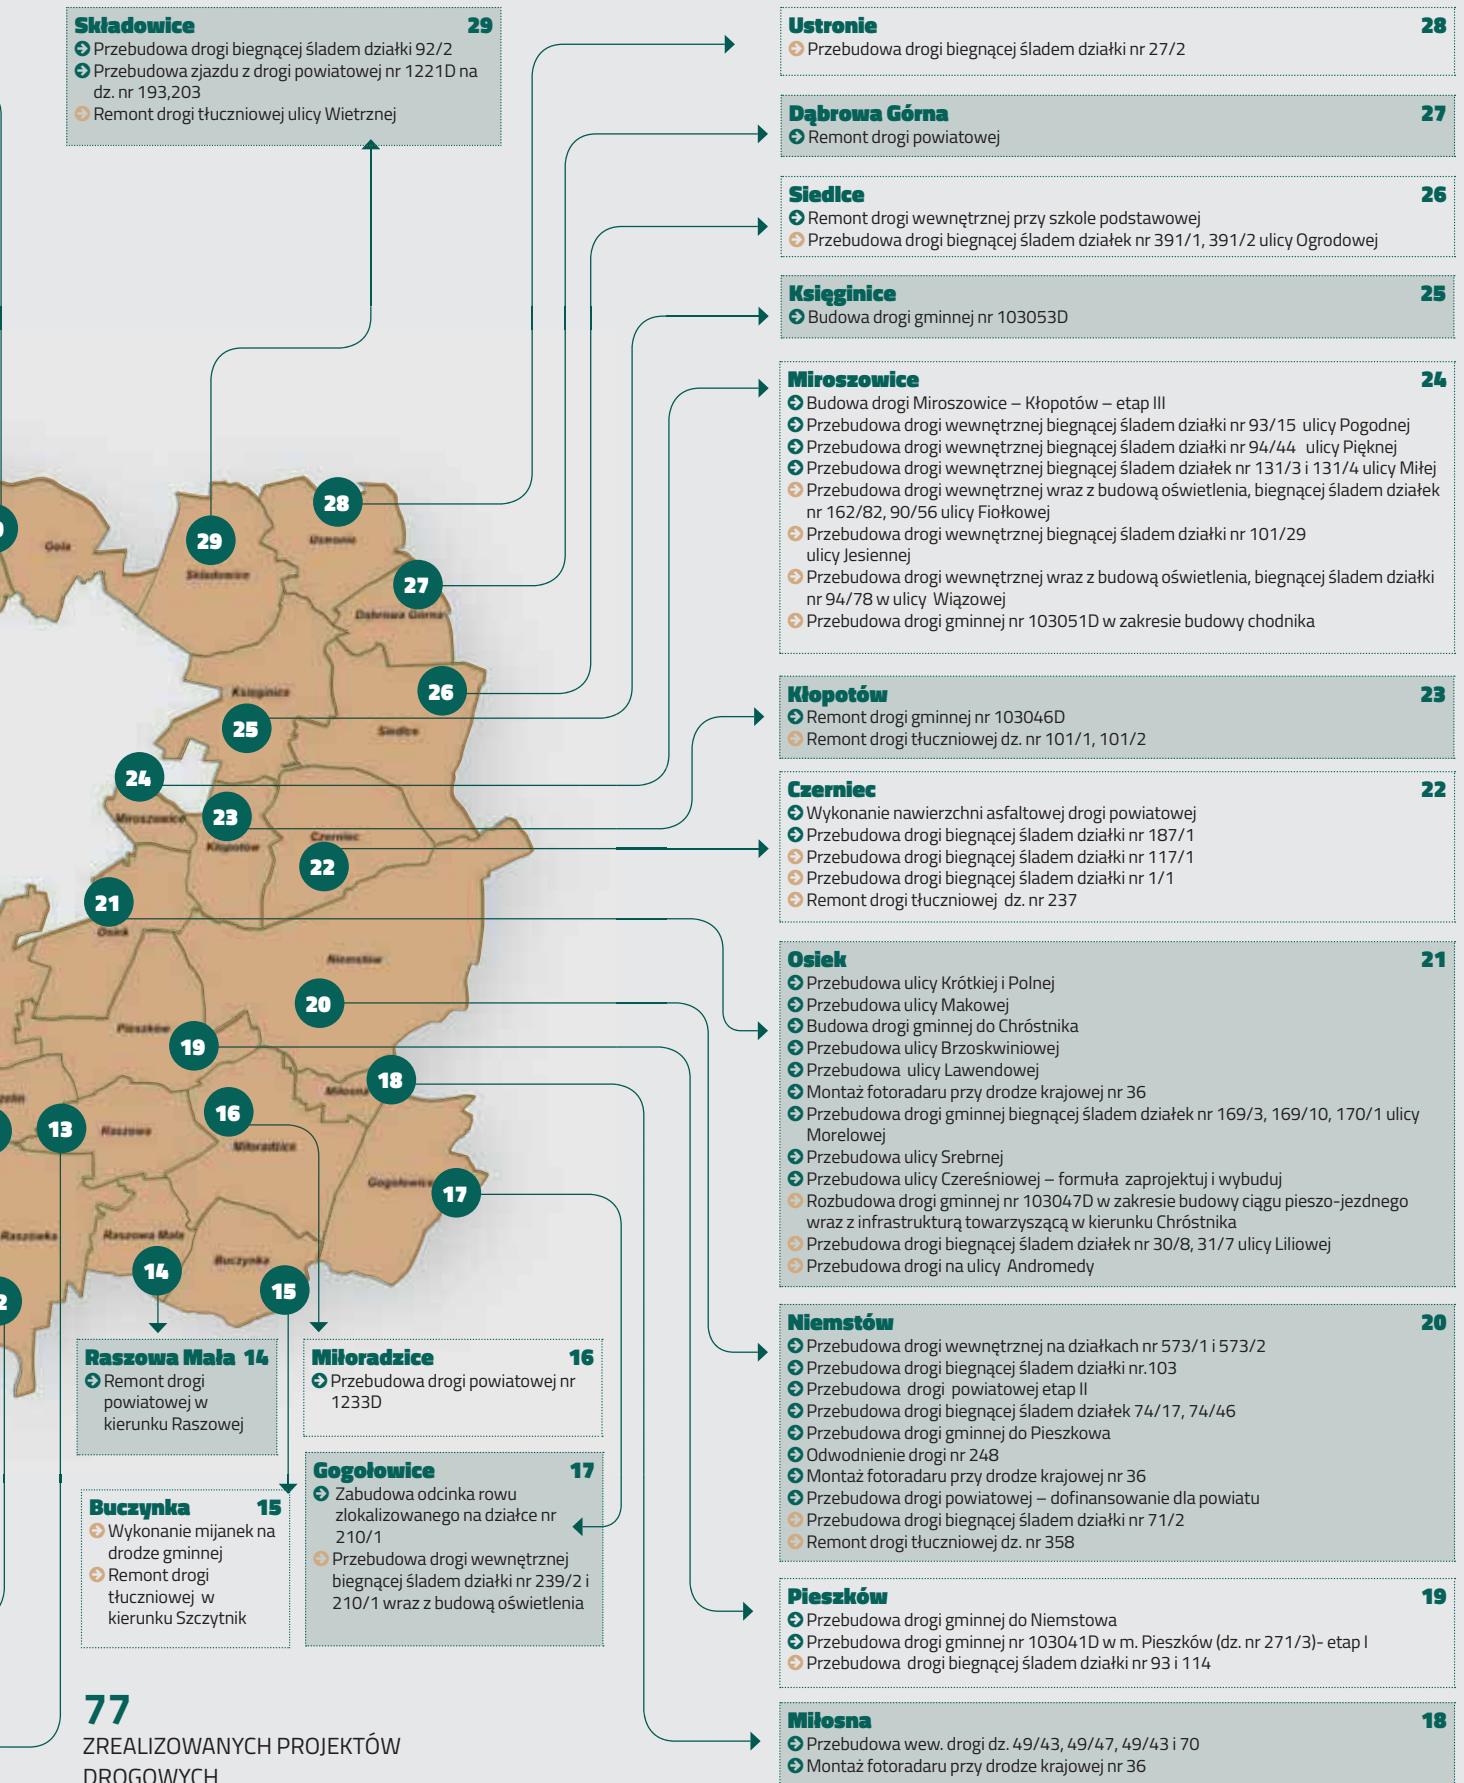 Składowice 29
Przebudowa drogi biegnącej śladem działki 92/2
Przebudowa zjazdu z drogi powiatowej nr 1221D na
dz. nr 193,203
Remont drogi tłuczniowej ulicy Wietrznej
Ustronie 28
Przebudowa drogi biegnącej śladem działki nr 27/2
Dąbrowa Górna 27
Remont drogi powiatowej
Siedlce 26
Remont drogi wewnętrznej przy szkole podstawowej
Przebudowa drogi biegnącej śladem działek nr 391/1, 391/2 ulicy Ogrodowej
Księginice 25
Budowa drogi gminnej nr 103053D
Miroszowice 24
Budowa drogi Miroszowice – Kłopotów – etap III
Przebudowa drogi wewnętrznej biegnącej śladem działki nr 93/15 ulicy Pogodnej
Przebudowa drogi wewnętrznej biegnącej śladem działki nr 94/44 ulicy Pięknej
Przebudowa drogi wewnętrznej biegnącej śladem działek nr 131/3 i 131/4 ulicy Miłej
Przebudowa drogi wewnętrznej wraz z budową oświetlenia, biegnącej śladem działek
nr 162/82, 90/56 ulicy Fiołkowej
Przebudowa drogi wewnętrznej biegnącej śladem działki nr 101/29
ulicy Jesiennej
Przebudowa drogi wewnętrznej wraz z budową oświetlenia, biegnącej śladem działki
nr 94/78 w ulicy Wiązowej
Przebudowa drogi gminnej nr 103051D w zakresie budowy chodnika
Kłopotów 23
Remont drogi gminnej nr 103046D
Remont drogi tłuczniowej dz. nr 101/1, 101/2
Czerniec 22
Wykonanie nawierzchni asfaltowej drogi powiatowej
Przebudowa drogi biegnącej śladem działki nr 187/1
Przebudowa drogi biegnącej śladem działki nr 117/1
Przebudowa drogi biegnącej śladem działki nr 1/1
Remont drogi tłuczniowej dz. nr 237
Osiek 21
Przebudowa ulicy Krótkiej i Polnej
Przebudowa ulicy Makowej
Budowa drogi gminnej do Chróstnika
Przebudowa ulicy Brzoskwiniowej
Przebudowa ulicy Lawendowej
Montaż fotoradaru przy drodze krajowej nr 36
Przebudowa drogi gminnej biegnącej śladem działek nr 169/3, 169/10, 170/1 ulicy
Morelowej
Przebudowa ulicy Srebrnej
Przebudowa ulicy Czereśniowej – formuła zaprojektuj i wybuduj
Rozbudowa drogi gminnej nr 103047D w zakresie budowy ciągu pieszo-jezdnego
wraz z infrastrukturą towarzyszącą w kierunku Chróstnika
Przebudowa drogi biegnącej śladem działek nr 30/8, 31/7 ulicy Liliowej
Przebudowa drogi na ulicy Andromedy
Niemstów 20
Przebudowa drogi wewnętrznej na działkach nr 573/1 i 573/2
Przebudowa drogi biegnącej śladem działki nr.103
Przebudowa drogi powiatowej etap II
Przebudowa drogi biegnącej śladem działek 74/17, 74/46
Przebudowa drogi gminnej do Pieszkowa
Odwodnienie drogi nr 248
Montaż fotoradaru przy drodze krajowej nr 36
Przebudowa drogi powiatowej – dofinansowanie dla powiatu
Przebudowa drogi biegnącej śladem działki nr 71/2
Remont drogi tłuczniowej dz. nr 358
Pieszków 19
Przebudowa drogi gminnej do Niemstowa
Przebudowa drogi gminnej nr 103041D w m. Pieszków (dz. nr 271/3)- etap I
Przebudowa drogi biegnącej śladem działki nr 93 i 114
Miłosna 18
Przebudowa wew. drogi dz. 49/43, 49/47, 49/43 i 70
Montaż fotoradaru przy drodze krajowej nr 36
28
29
27
26
25
24
23
22
21
20
19
18
16
13
17
14
15
2
Gola
Składowice
Ustronie
Dąbrowa Górna
Księginice
Siedlce
Miroszowice
Kłopotów
Czerniec
Osiek
Niemstów
Pieszków
Miłosna
Raszowa
Miłoradzice
Gogołowice
Raszówka
Raszowa Mała
Buczynka
Raszowa Mała 14
Remont drogi
powiatowej w
kierunku Raszowej
Miłoradzice 16
Przebudowa drogi powiatowej nr
1233D
Buczynka 15
Wykonanie mijanek na
drodze gminnej
Remont drogi
tłuczniowej w
kierunku Szczytnik
Gogołowice 17
Zabudowa odcinka rowu
zlokalizowanego na działce nr
210/1
Przebudowa drogi wewnętrznej
biegnącej śladem działki nr 239/2 i
210/1 wraz z budową oświetlenia
77
ZREALIZOWANYCH PROJEKTÓW
DROGOWYCH